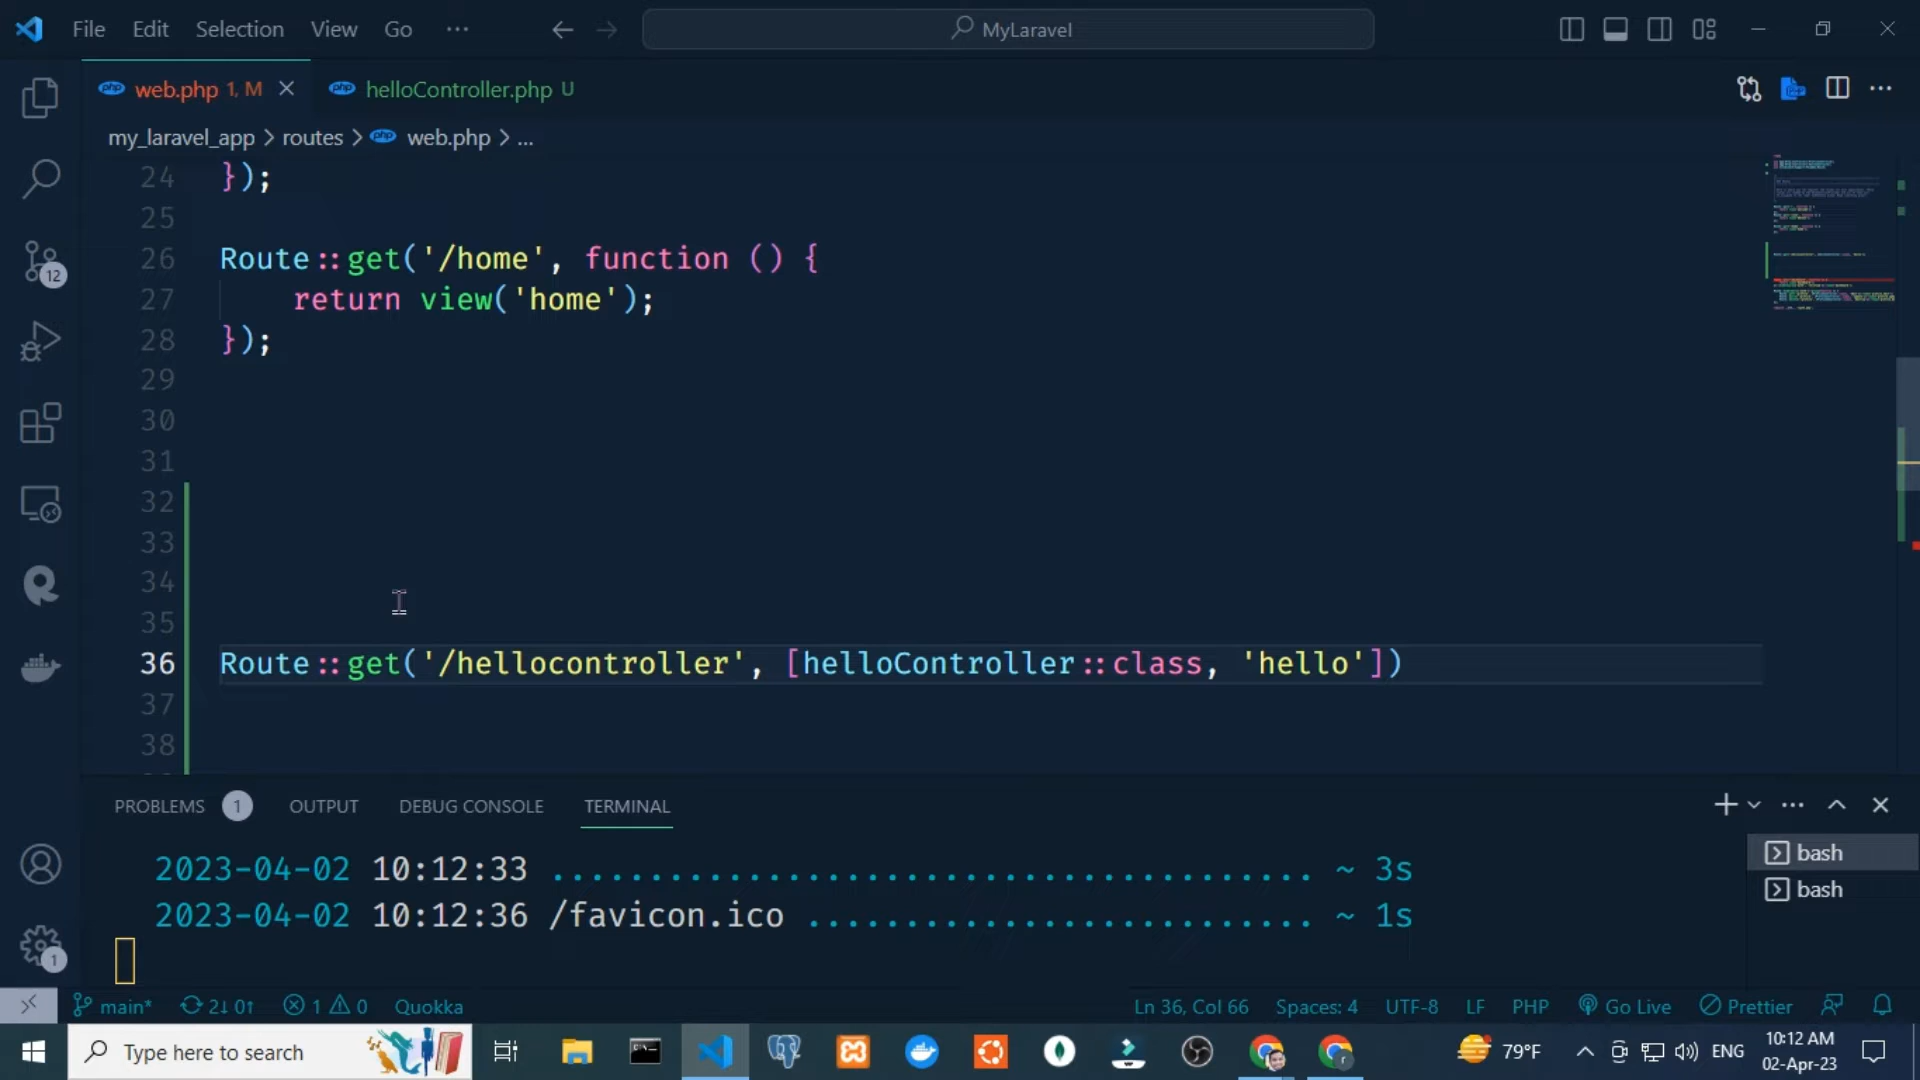 File Edit Selection View Go ··· MyLaravel
web.php 1, M helloController.php U
my_laravel_app > routes > web.php > ...
24 });
25
26 Route::get('/home', function () {
27 return view('home');
28 });
29
30
31
32
33
34
35
36 Route::get('/hellocontroller', [helloController::class, 'hello'])
37
38
PROBLEMS 1 OUTPUT DEBUG CONSOLE TERMINAL
2023-04-02 10:12:33 ....................................... ~ 3s
2023-04-02 10:12:36 /favicon.ico .......................... ~ 1s
bash
bash
12
1
main* 2↓ 0↑ 1 0 Quokka Ln 36, Col 66 Spaces: 4 UTF-8 LF PHP Go Live Prettier
Type here to search 79°F ENG 10:12 AM
02-Apr-23